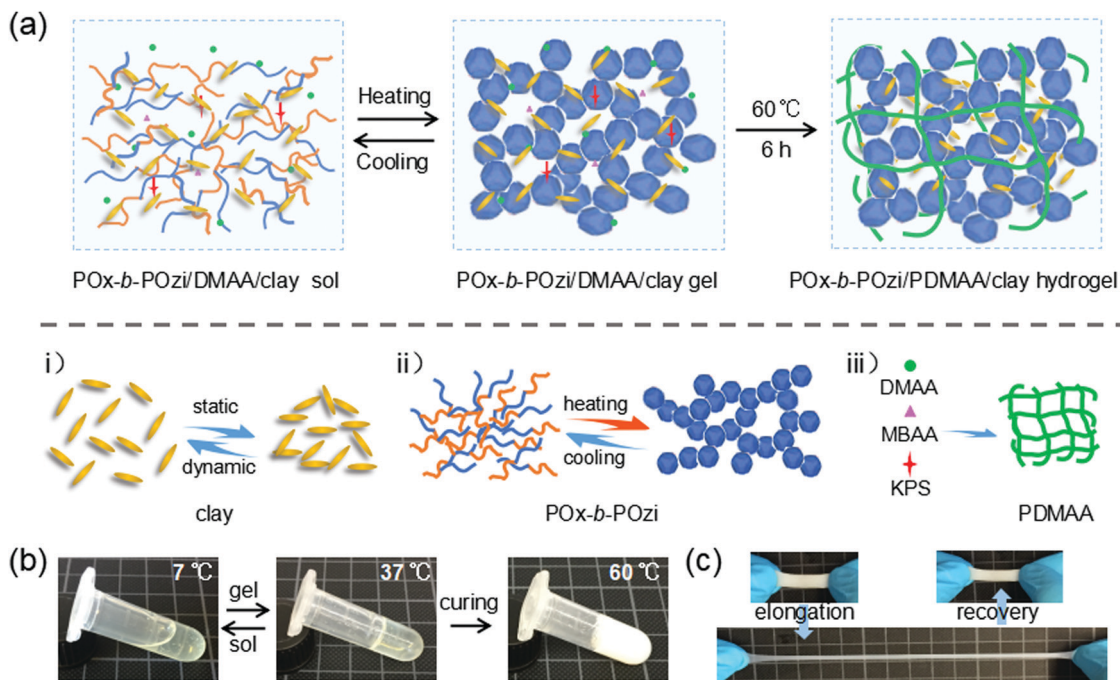 (a)
Heating
Cooling
60℃
6 h
POx-b-POzi/DMAA/clay sol
POx-b-POzi/DMAA/clay gel
POx-b-POzi/PDMAA/clay hydrogel
i)
static
dynamic
clay
ii)
heating
cooling
POx-b-POzi
iii)
DMAA
MBAA
KPS
PDMAA
(b)
7 ℃
gel
sol
37 ℃
curing
60 ℃
(c)
elongation
recovery